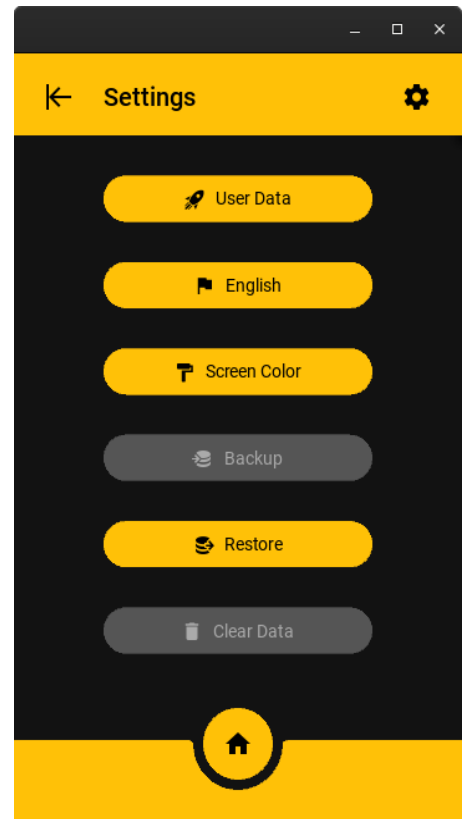 Settings
User Data
English
Screen Color
Backup
Restore
Clear Data